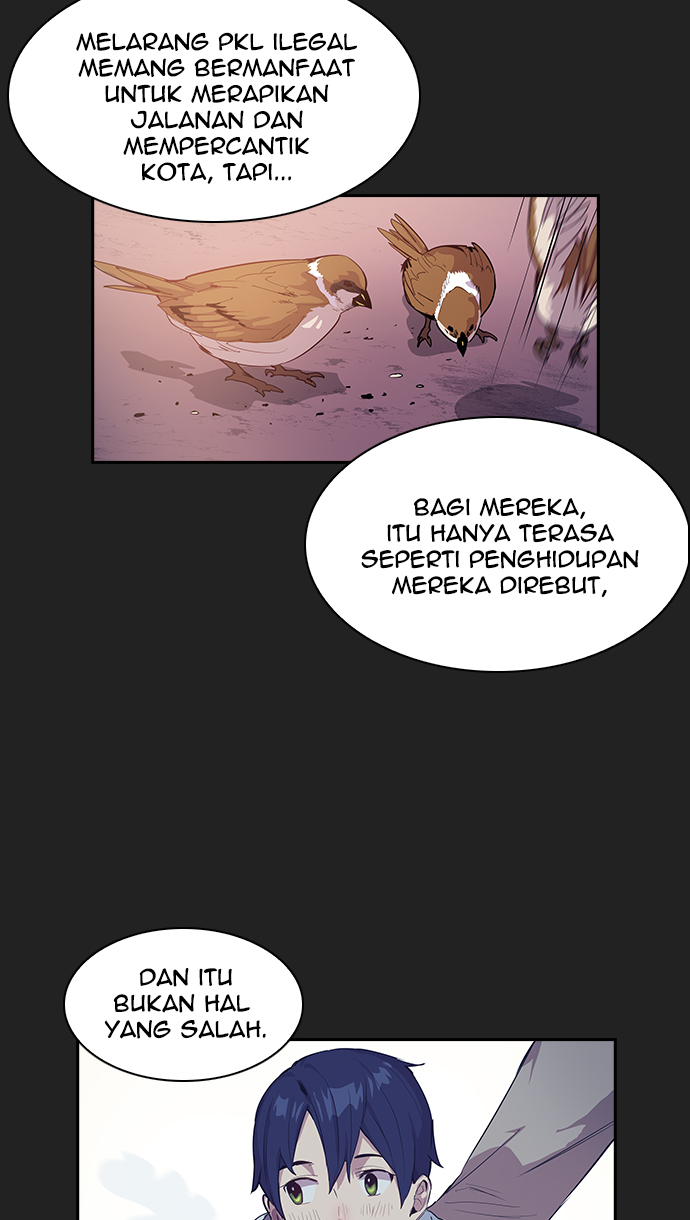 MELARANG PKL ILEGAL
MEMANG BERMANFAAT
UNTUK MERAPIKAN
JALANAN DAN
MEMPERCANTIK
KOTA, TAPI...
BAGI MEREKA,
ITU HANYA TERASA
SEPERTI PENGHIDUPAN
MEREKA DIREBUT,
DAN ITU
BUKAN HAL
YANG SALAH.